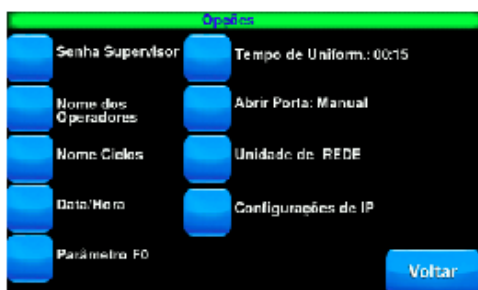 Opções
Senha Supervisor
Tempo de Uniform.: 00:15
Nome dos
Operadores
Abrir Porta: Manual
Nome Ciclos
Unidade de REDE
Data/Hora
Configurações de IP
Parâmetro F0
Voltar